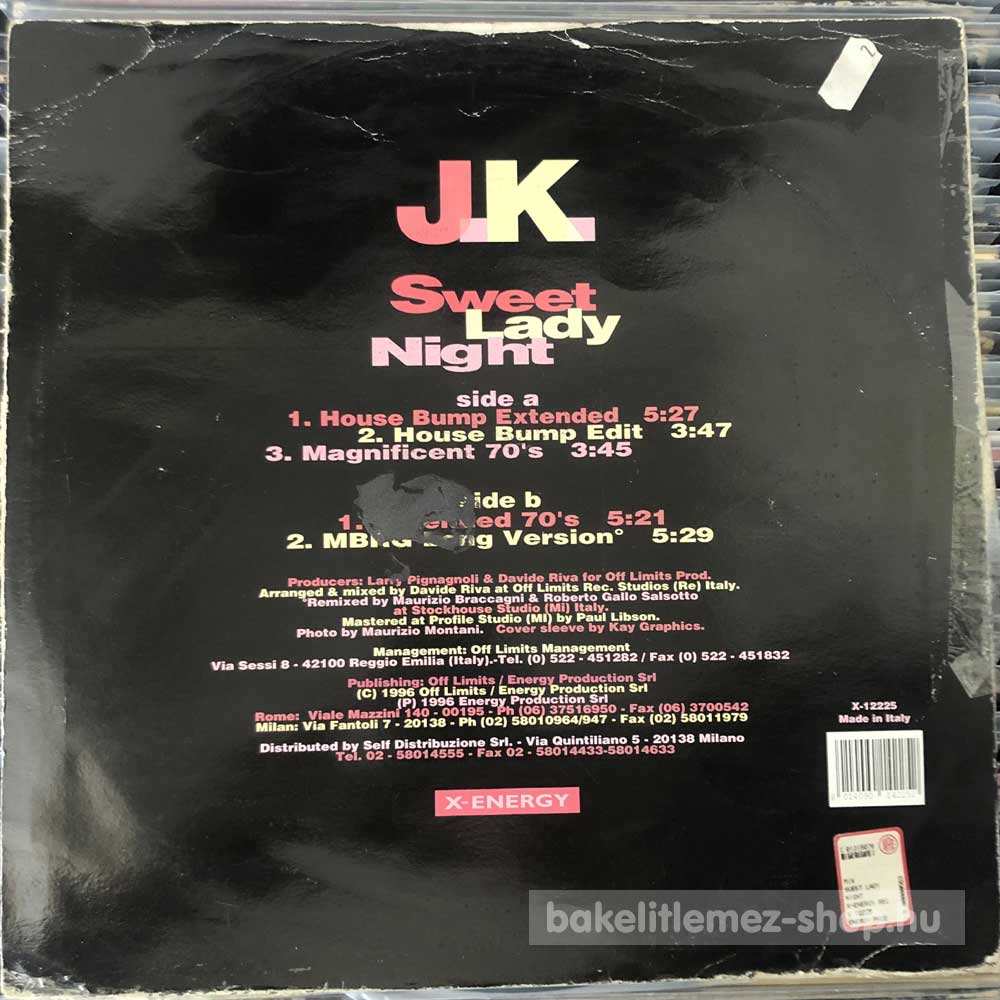 2
J.K.
Sweet
Lady
Night
side a
1. House Bump Extended 5:27
2. House Bump Edit 3:47
3. Magnificent 70's 3:45
side b
1. 70's 5:21
2. Version° 5:29
Producers: Larry Pignagnoli & Davide Riva for Off Limits Prod.
Arranged & mixed by Davide Riva at Off Limits Rec. Studios (Re) Italy.
°Remixed by Maurizio Braccagni & Roberto Gallo Salsotto
at Stockhouse Studio (Mi) Italy.
Mastered at Profile Studio (MI) by Paul Libson.
Photo by Maurizio Montani. Cover sleeve by Kay Graphics.
Management: Off Limits Management
Via Sessi 8 - 42100 Reggio Emilia (Italy).-Tel. (0) 522 - 451282 / Fax (0) 522 - 451832
Publishing: Off Limits / Energy Production Srl
(C) 1996 Off Limits / Energy Production Srl
(P) 1996 Energy Production Srl
Rome: Viale Mazzini 140 - 00195 - Ph (06) 37516950 - Fax (06) 3700542
Milan: Via Fantoli 7 - 20138 - Ph (02) 58010964/947 - Fax (02) 58011979
Distributed by Self Distribuzione Srl. - Via Quintiliano 5 - 20138 Milano
Tel. 02 - 58014555 - Fax 02 - 58014433-58014633
X-ENERGY
X-12225
Made in Italy
SWEET LADY
NIGHT
bakelitlemez-shop.hu